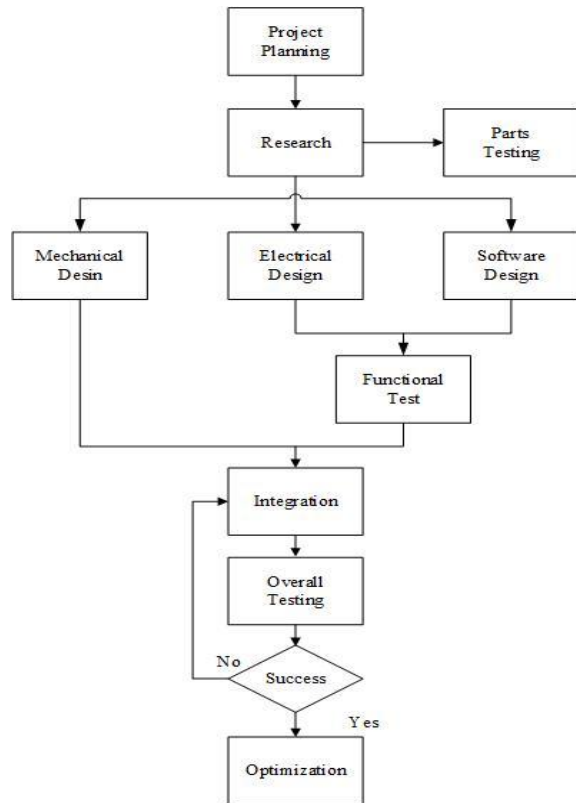 Project
Planning
Research
Parts
Testing
Mechanical
Desin
Electrical
Design
Software
Design
Functional
Test
Integration
Overall
Testing
No
Success
Yes
Optimization